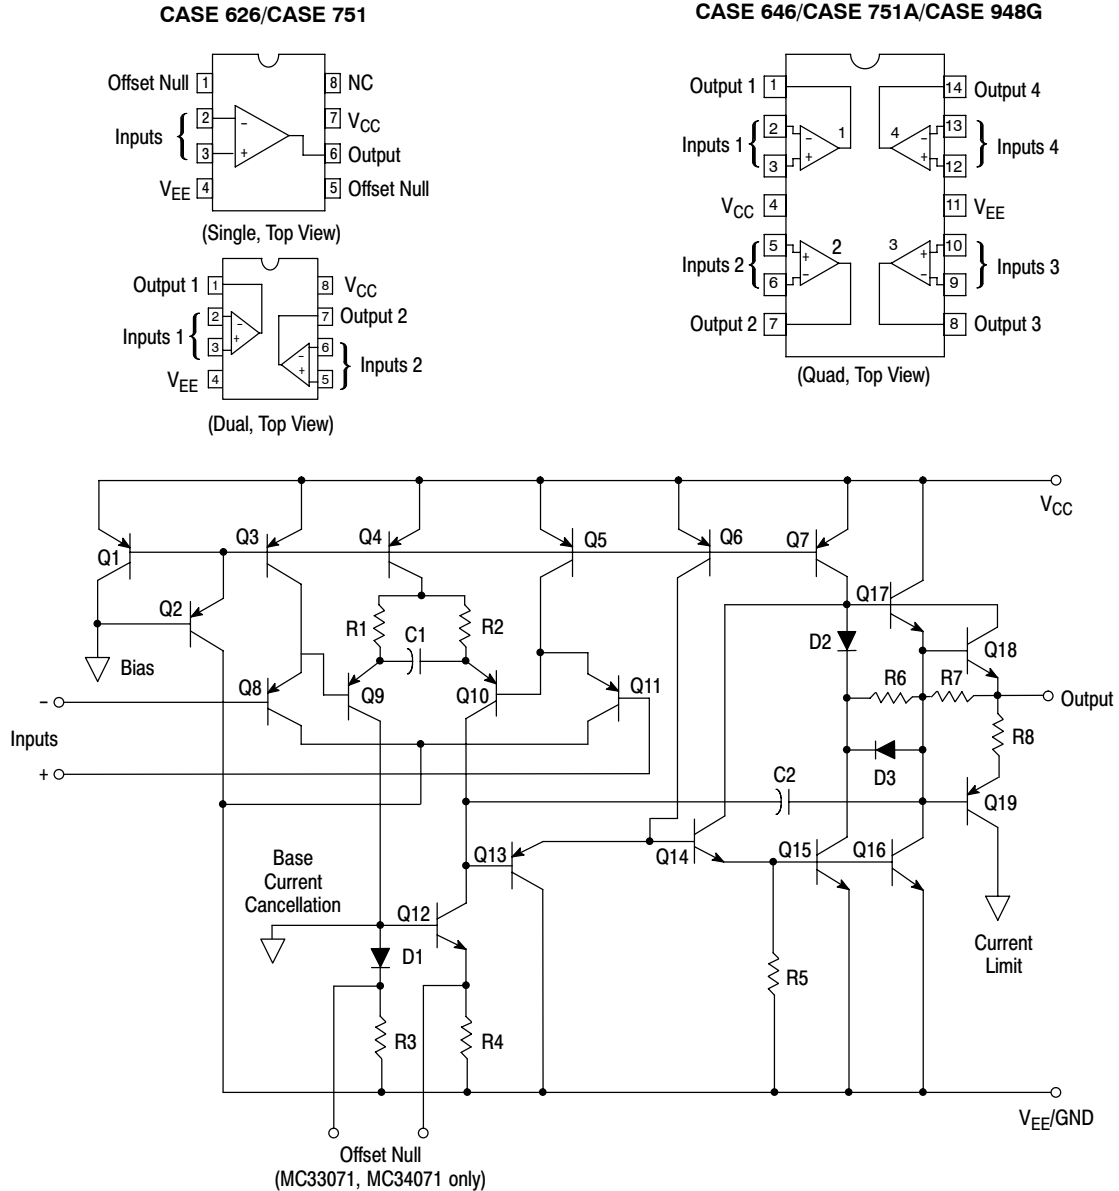 CASE 626/CASE 751
Offset Null 1
8 NC
2
Inputs
7 VCC
3
−
+
6 Output
VEE 4
5 Offset Null
(Single, Top View)
Output 1 1
8 VCC
2
Inputs 1
7 Output 2
3
−
+
6
Inputs 2
−
+
VEE 4
5
(Dual, Top View)
CASE 646/CASE 751A/CASE 948G
Output 1 1
14 Output 4
2
Inputs 1
3
−
+
1
4
−
+
13
Inputs 4
12
VCC 4
11 VEE
5
Inputs 2
6
+
−
2
3
+
−
10
Inputs 3
9
Output 2 7
8 Output 3
(Quad, Top View)
VCC
Q1
Q3
Q4
Q5
Q6
Q7
Q17
Q2
R1
C1
R2
D2
Q18
Bias
Q8
Q9
Q10
Q11
R6
R7
Output
−
Inputs
+
D3
R8
C2
Q19
Q13
Q14
Q15
Q16
Base
Current
Cancellation
Q12
D1
Current
Limit
R5
R3
R4
VEE/GND
Offset Null
(MC33071, MC34071 only)